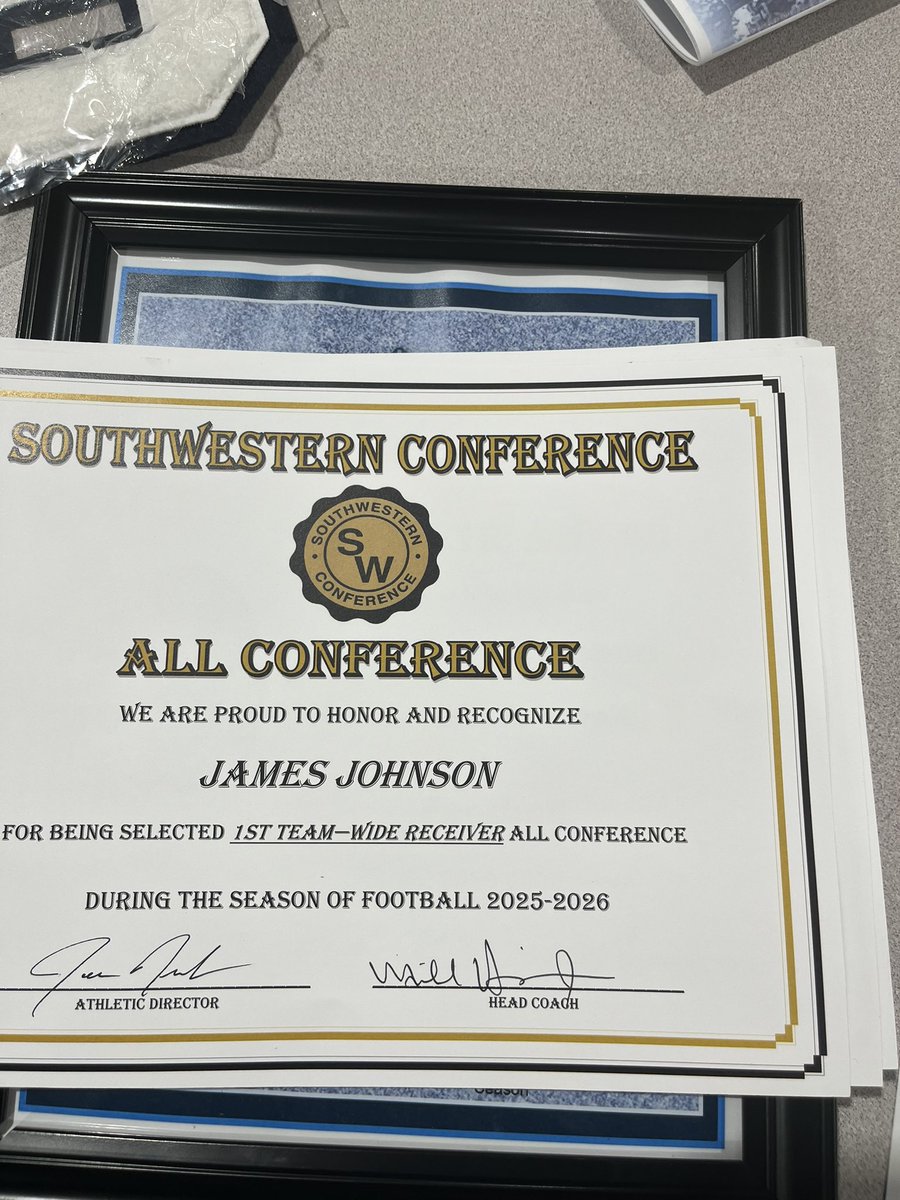 SOUTHWESTERN CONFERENCE
SOUTHWESTERN
SW
CONFERENCE
ALL CONFERENCE
WE ARE PROUD TO HONOR AND RECOGNIZE
JAMES JOHNSON
FOR BEING SELECTED 1ST TEAM—WIDE RECEIVER ALL CONFERENCE
DURING THE SEASON OF FOOTBALL 2025-2026
ATHLETIC DIRECTOR
HEAD COACH
Season